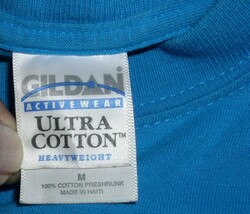 GILDAN
ACTIVEWEAR
ULTRA
COTTON™
HEAVYWEIGHT
M
100% COTTON PRESHRUNK
MADE IN HAITI